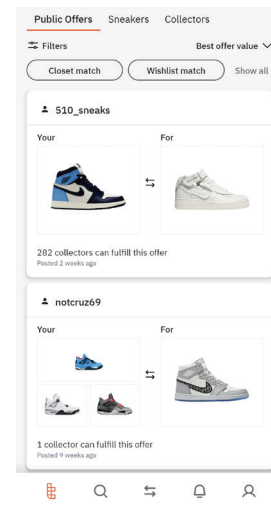 Public Offers Sneakers Collectors
Filters Best offer value
Closet match Wishlist match Show all
510_sneaks
Your For
282 collectors can fulfill this offer
Posted 2 weeks ago
notcruz69
Your For
1 collector can fulfill this offer
Posted 9 weeks ago